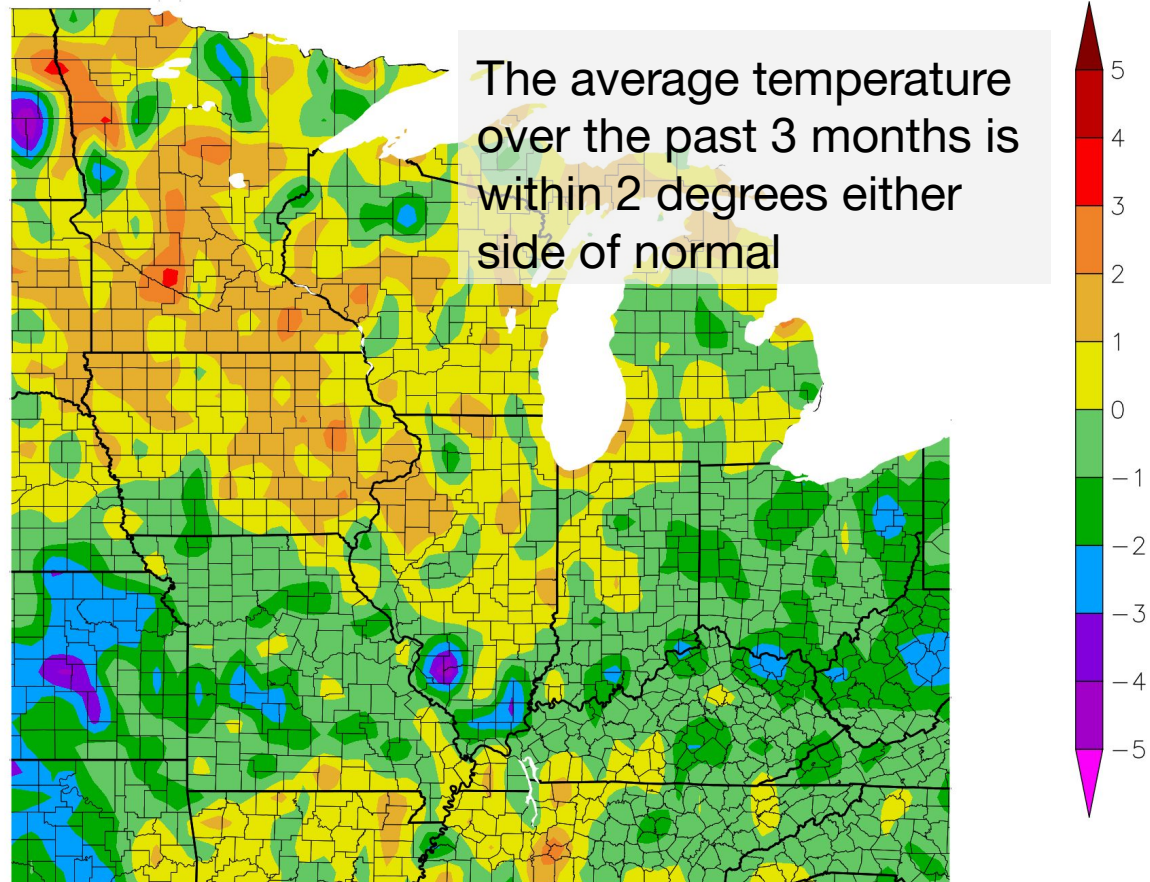 The average temperature
over the past 3 months is
within 2 degrees either
side of normal
5
4
3
2
1
0
−1
−2
−3
−4
−5